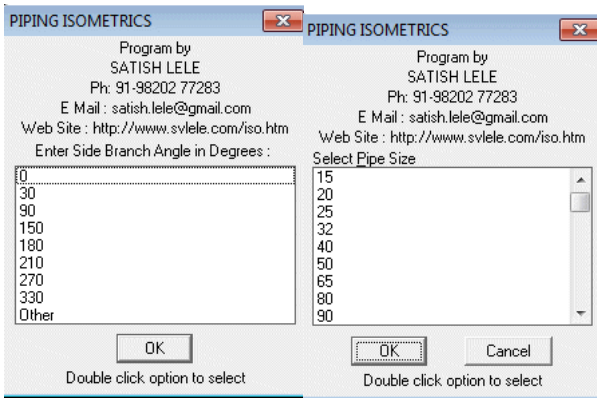 PIPING ISOMETRICS
Program by
SATISH LELE
Ph: 91-98202 77283
E Mail : satish.lele@gmail.com
Web Site : http://www.svlele.com/iso.htm
Enter Side Branch Angle in Degrees :
0
30
90
150
180
210
270
330
Other
OK
Double click option to select
PIPING ISOMETRICS
Program by
SATISH LELE
Ph: 91-98202 77283
E Mail : satish.lele@gmail.com
Web Site : http://www.svlele.com/iso.htm
Select Pipe Size
15
20
25
32
40
50
65
80
90
OK Cancel
Double click option to select